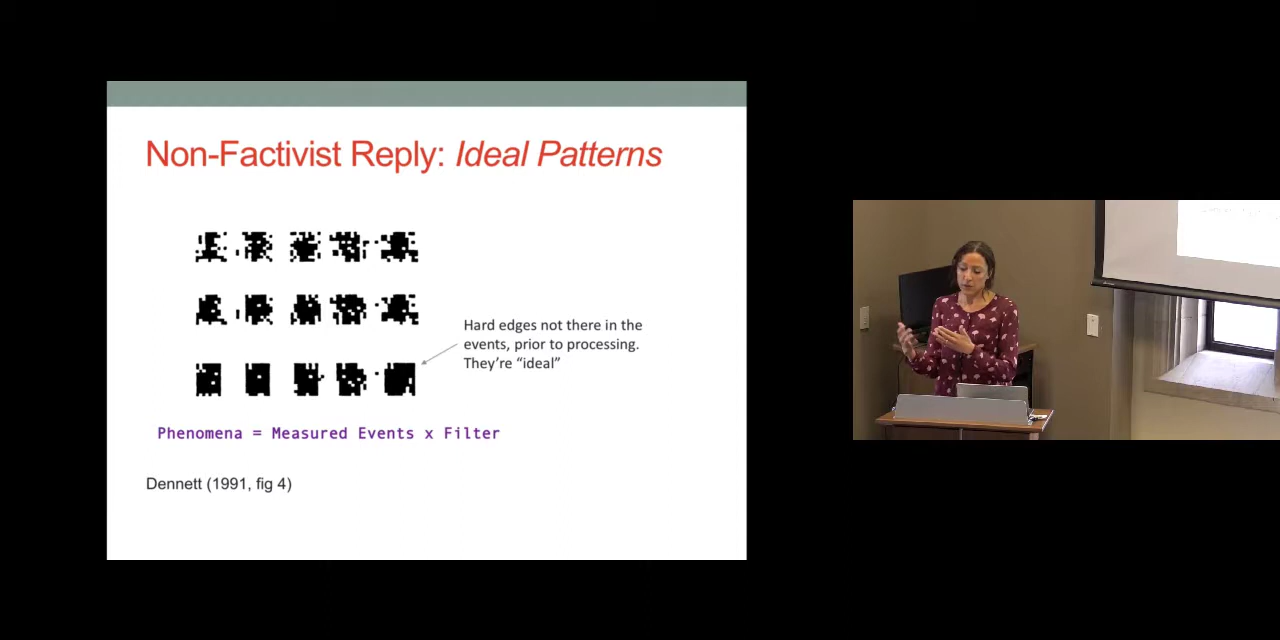 Non-Factivist Reply: Ideal Patterns
Hard edges not there in the
events, prior to processing.
They're "ideal"
Phenomena = Measured Events x Filter
Dennett (1991, fig 4)